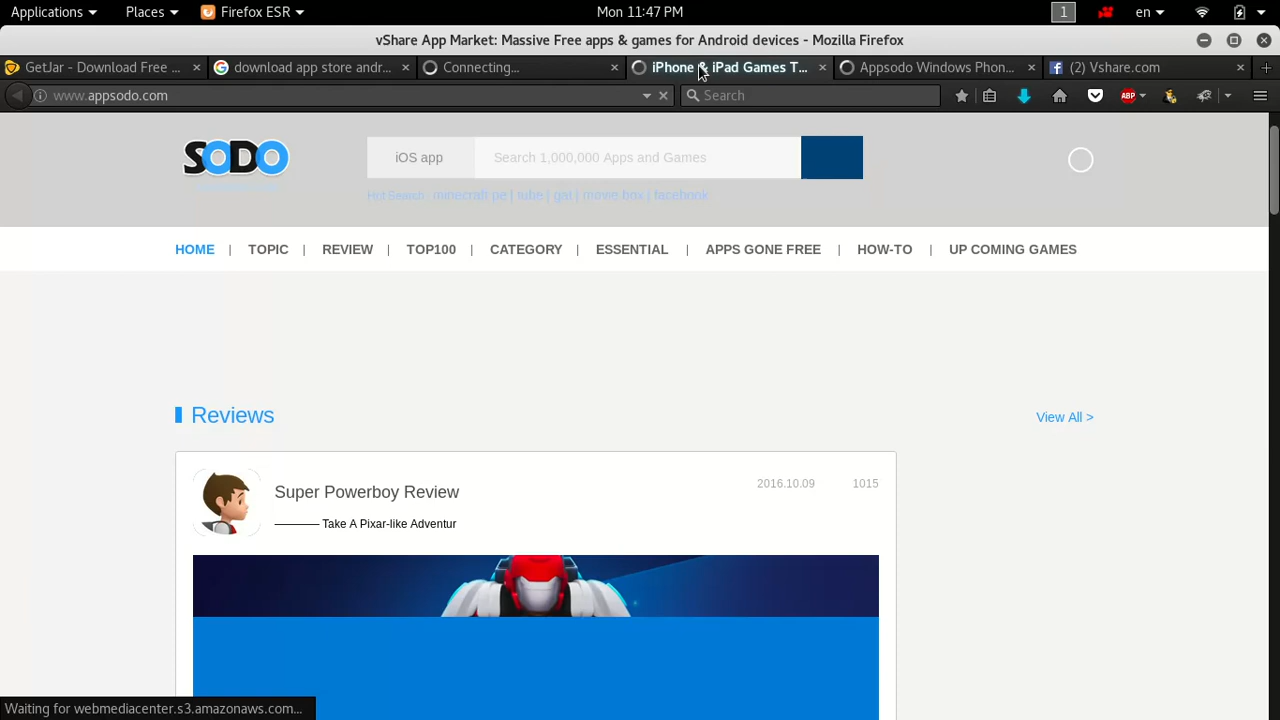 Applications Places Firefox ESR Mon 11:47 PM 1 en
vShare App Market: Massive Free apps & games for Android devices - Mozilla Firefox
GetJar - Download Free ... download app store andr... Connecting... iPhone & iPad Games T... Appsodo Windows Phon... (2) Vshare.com
www.appsodo.com Search ABP
SODO iOS app Search 1,000,000 Apps and Games
Hot Search: minecraft pe | tube | gai | movie box | facebook
HOME | TOPIC | REVIEW | TOP100 | CATEGORY | ESSENTIAL | APPS GONE FREE | HOW-TO | UP COMING GAMES
Reviews View All >
Super Powerboy Review 2016.10.09 1015
———— Take A Pixar-like Adventur
Waiting for webmediacenter.s3.amazonaws.com...